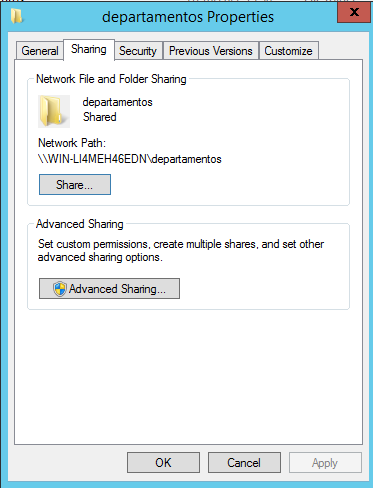 departamentos Properties
x
General Sharing Security Previous Versions Customize
Network File and Folder Sharing
departamentos
Shared
Network Path:
\\WIN-LI4MEH46EDN\departamentos
Share...
Advanced Sharing
Set custom permissions, create multiple shares, and set other
advanced sharing options.
Advanced Sharing...
OK Cancel Apply